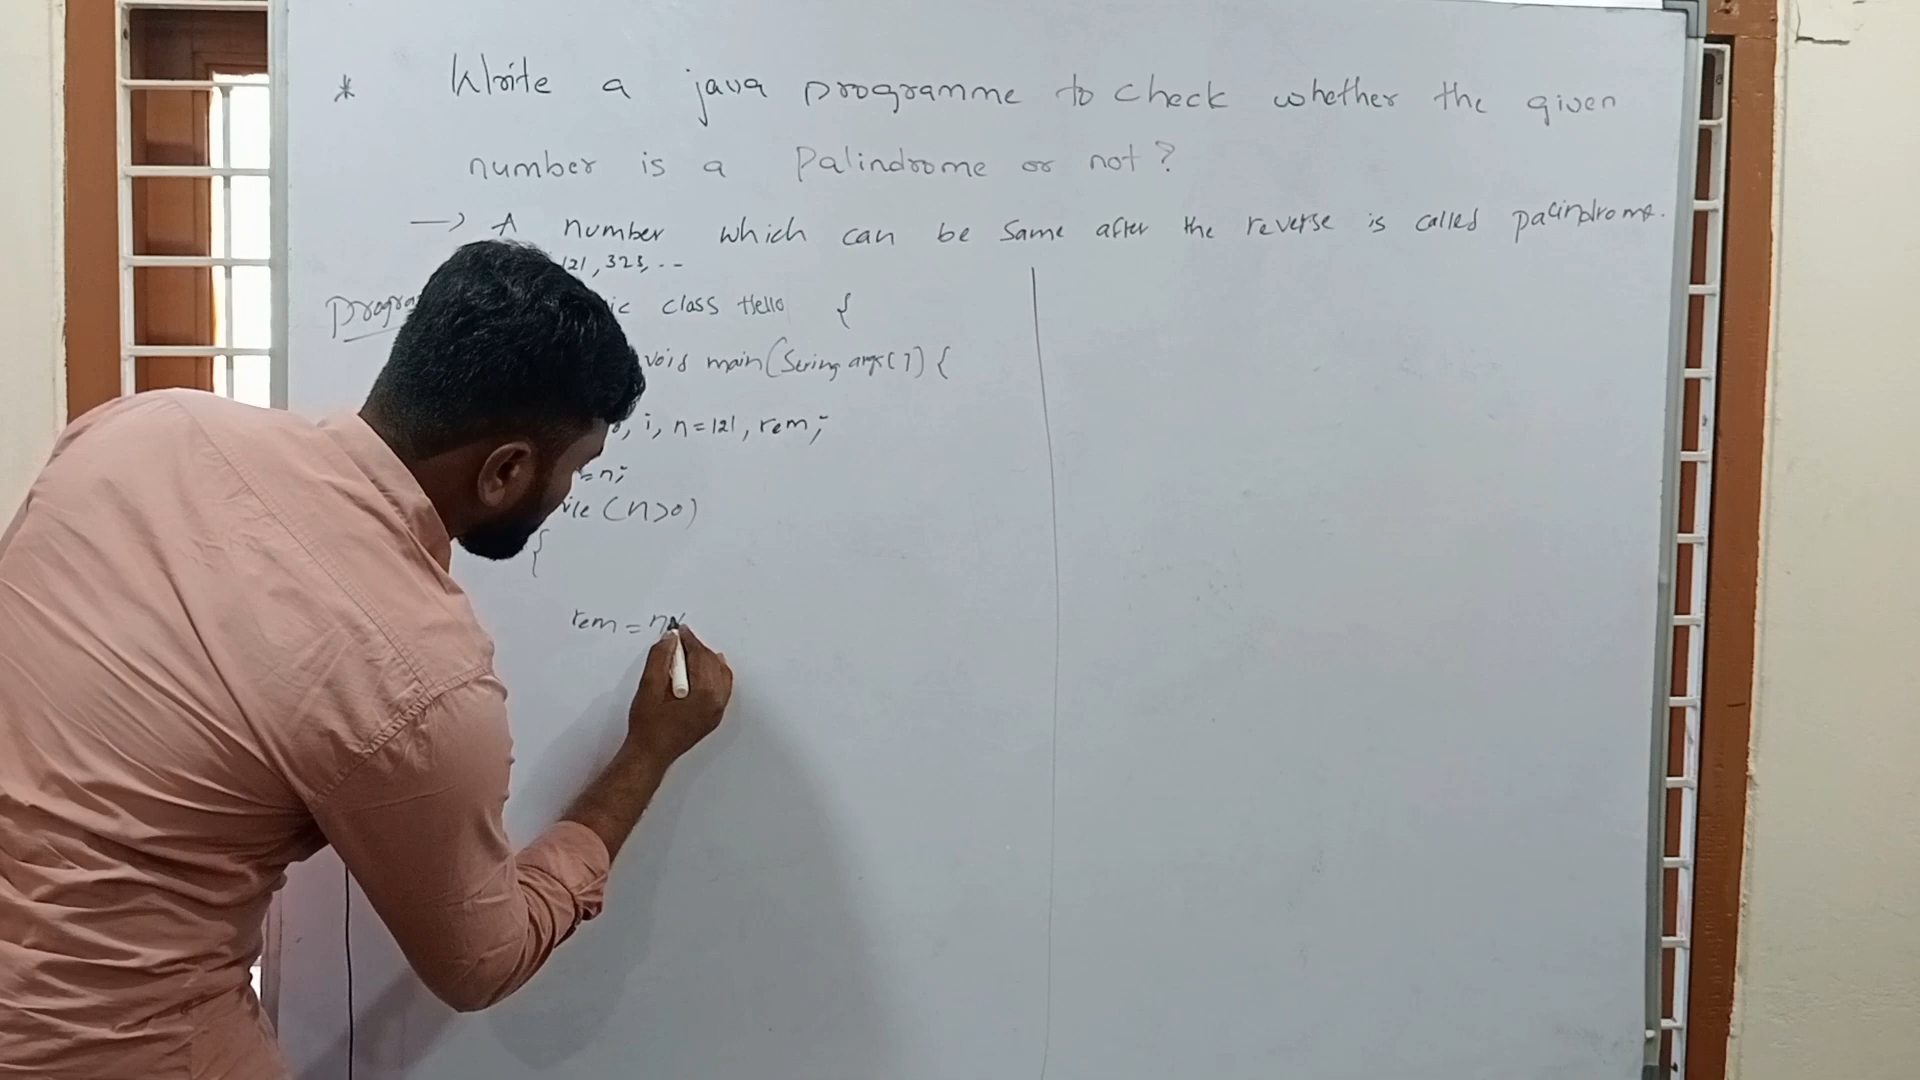 * Write a java programme to check whether the given
number is a Palindrome or not?
→ A number which can be same after the reverse is called palindrome.
121, 323, --
class Hello {
void main(String args[]) {
i, n=121, rem;
=n;
(n>0)
{
rem = n%